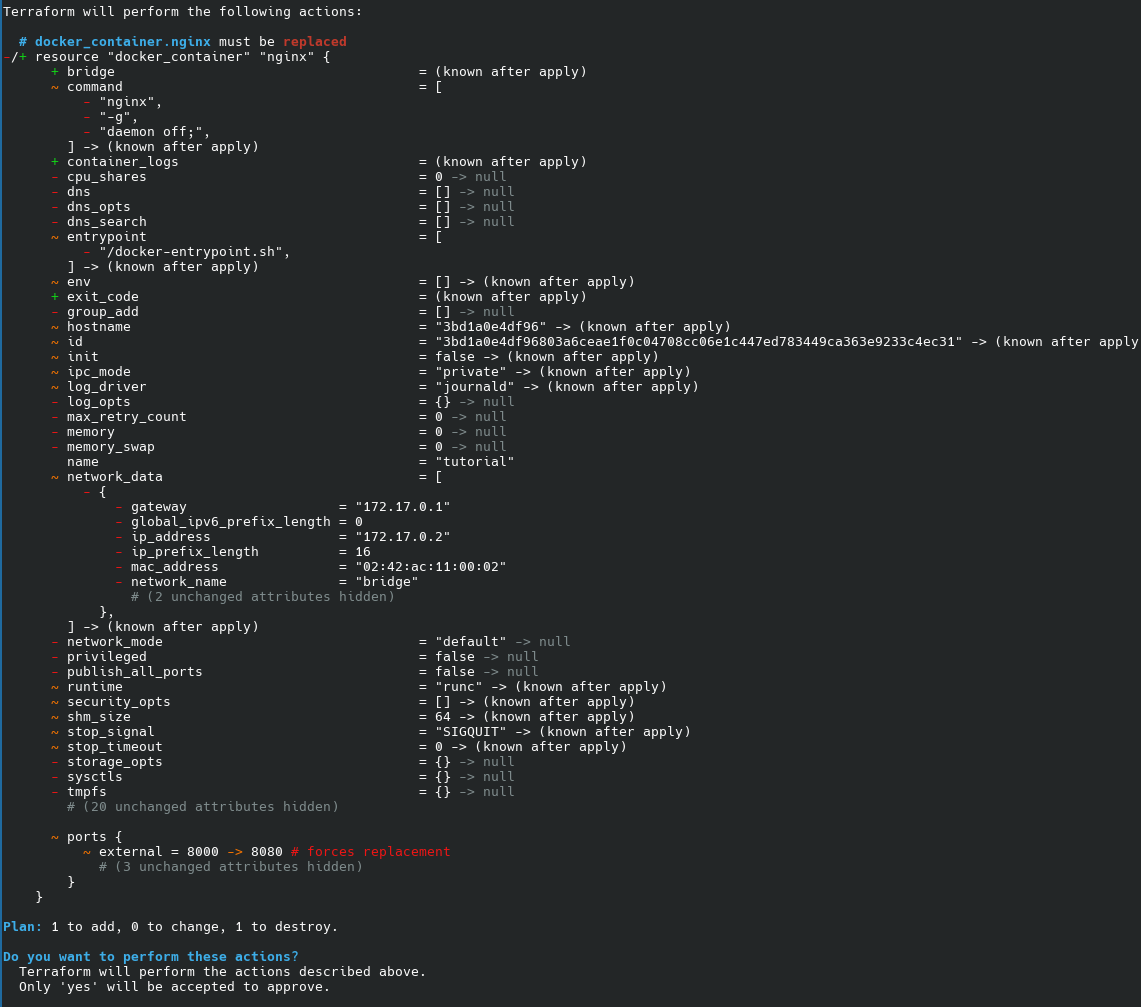 Terraform will perform the following actions:

  # docker_container.nginx must be replaced
-/+ resource "docker_container" "nginx" {
      + bridge                                      = (known after apply)
      ~ command                                     = [
          - "nginx",
          - "-g",
          - "daemon off;",
        ] -> (known after apply)
      + container_logs                              = (known after apply)
      - cpu_shares                                  = 0 -> null
      - dns                                         = [] -> null
      - dns_opts                                    = [] -> null
      - dns_search                                  = [] -> null
      ~ entrypoint                                  = [
          - "/docker-entrypoint.sh",
        ] -> (known after apply)
      ~ env                                         = [] -> (known after apply)
      + exit_code                                   = (known after apply)
      - group_add                                   = [] -> null
      ~ hostname                                    = "3bd1a0e4df96" -> (known after apply)
      ~ id                                          = "3bd1a0e4df96803a6ceae1f0c04708cc06e1c447ed783449ca363e9233c4ec31" -> (known after apply
      ~ init                                        = false -> (known after apply)
      ~ ipc_mode                                    = "private" -> (known after apply)
      ~ log_driver                                  = "journald" -> (known after apply)
      - log_opts                                    = {} -> null
      - max_retry_count                             = 0 -> null
      - memory                                      = 0 -> null
      - memory_swap                                 = 0 -> null
        name                                        = "tutorial"
      ~ network_data                                = [
          - {
              - gateway                   = "172.17.0.1"
              - global_ipv6_prefix_length = 0
              - ip_address                = "172.17.0.2"
              - ip_prefix_length          = 16
              - mac_address               = "02:42:ac:11:00:02"
              - network_name              = "bridge"
                # (2 unchanged attributes hidden)
            },
        ] -> (known after apply)
      - network_mode                                = "default" -> null
      - privileged                                  = false -> null
      - publish_all_ports                           = false -> null
      ~ runtime                                     = "runc" -> (known after apply)
      ~ security_opts                               = [] -> (known after apply)
      ~ shm_size                                    = 64 -> (known after apply)
      ~ stop_signal                                 = "SIGQUIT" -> (known after apply)
      ~ stop_timeout                                = 0 -> (known after apply)
      - storage_opts                                = {} -> null
      - sysctls                                     = {} -> null
      - tmpfs                                       = {} -> null
        # (20 unchanged attributes hidden)

      ~ ports {
          ~ external = 8000 -> 8080 # forces replacement
            # (3 unchanged attributes hidden)
        }
    }

Plan: 1 to add, 0 to change, 1 to destroy.

Do you want to perform these actions?
  Terraform will perform the actions described above.
  Only 'yes' will be accepted to approve.